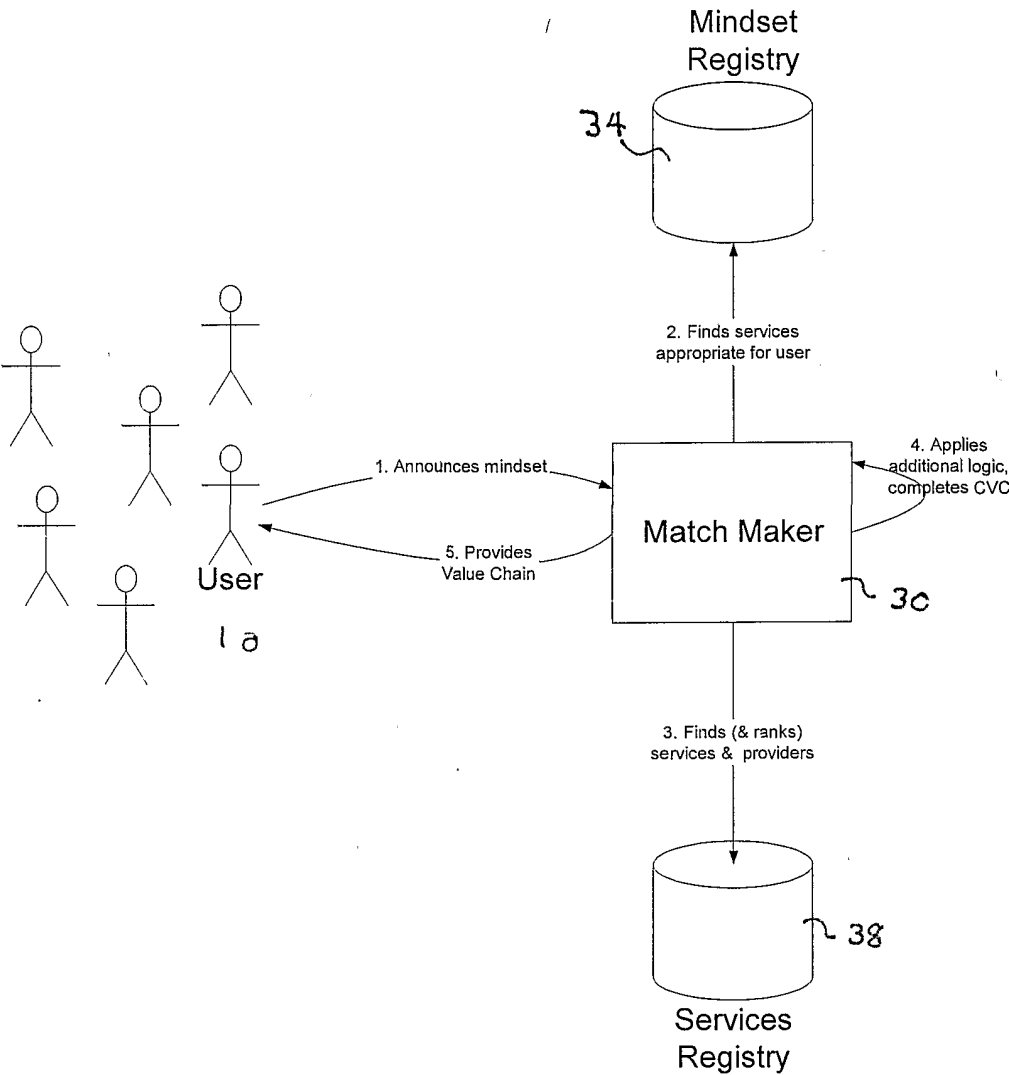 Mindset
Registry
34
2. Finds services
appropriate for user
4. Applies
additional logic,
completes CVC
1. Announces mindset
Match Maker
5. Provides
Value Chain
User
30
1a
3. Finds (& ranks)
services & providers
38
Services
Registry